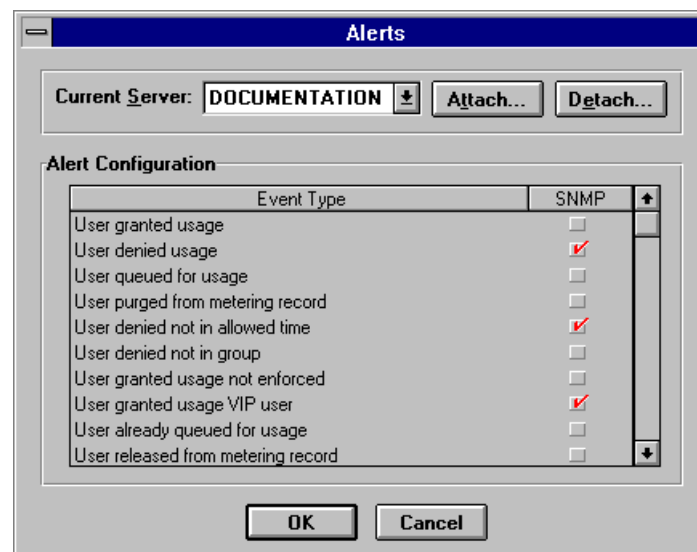 Alerts
Current Server: DOCUMENTATION Attach... Detach...
Alert Configuration
Event Type SNMP
User granted usage
User denied usage
User queued for usage
User purged from metering record
User denied not in allowed time
User denied not in group
User granted usage not enforced
User granted usage VIP user
User already queued for usage
User released from metering record
OK Cancel